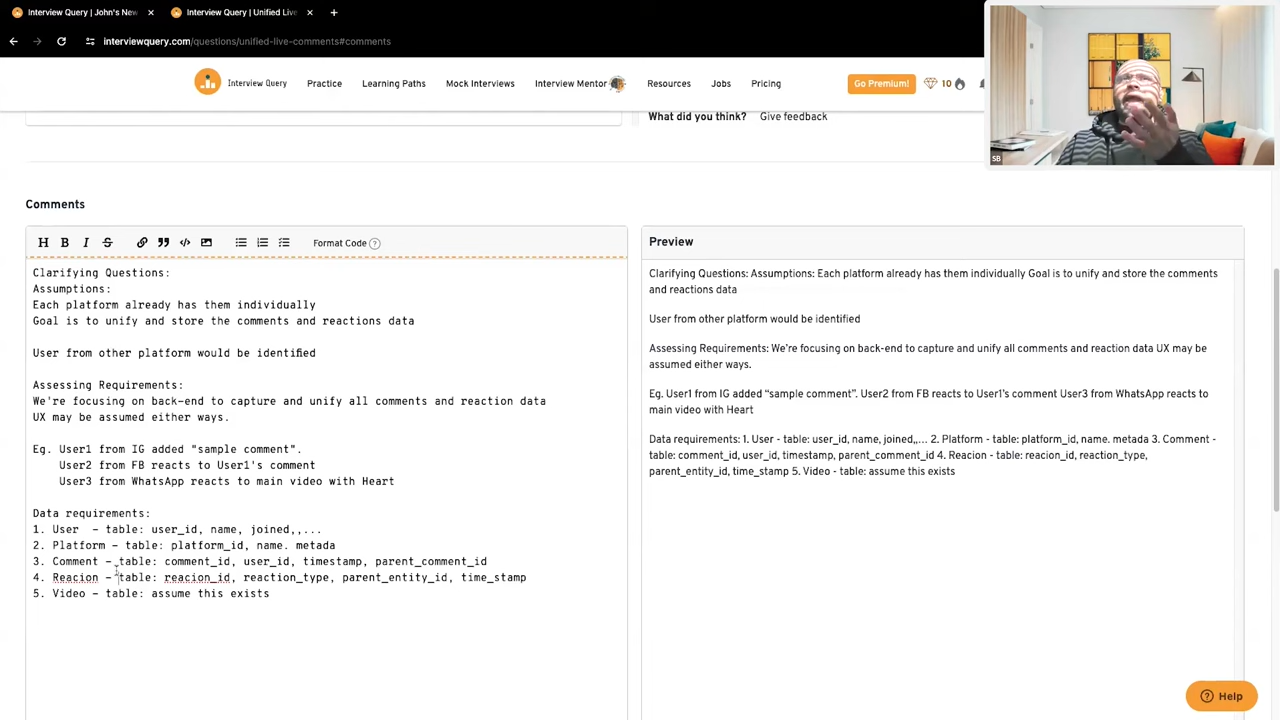 Interview Query | John's New
Interview Query | Unified Live
interviewquery.com/questions/unified-live-comments#comments
Interview Query
Practice
Learning Paths
Mock Interviews
Interview Mentor
Resources
Jobs
Pricing
Go Premium!
10
What did you think? Give feedback
SB
Comments
H B I S
Format Code ?
Preview
Clarifying Questions:
Assumptions:
Each platform already has them individually
Goal is to unify and store the comments and reactions data
User from other platform would be identified
Assessing Requirements:
We're focusing on back-end to capture and unify all comments and reaction data
UX may be assumed either ways.
Eg. User1 from IG added "sample comment".
User2 from FB reacts to User1's comment
User3 from WhatsApp reacts to main video with Heart
Data requirements:
1. User - table: user_id, name, joined,,...
2. Platform - table: platform_id, name. metada
3. Comment - table: comment_id, user_id, timestamp, parent_comment_id
4. Reacion - table: reacion_id, reaction_type, parent_entity_id, time_stamp
5. Video - table: assume this exists
Clarifying Questions: Assumptions: Each platform already has them individually Goal is to unify and store the comments
and reactions data
User from other platform would be identified
Assessing Requirements: We're focusing on back-end to capture and unify all comments and reaction data UX may be
assumed either ways.
Eg. User1 from IG added “sample comment”. User2 from FB reacts to User1's comment User3 from WhatsApp reacts to
main video with Heart
Data requirements: 1. User - table: user_id, name, joined,,… 2. Platform - table: platform_id, name. metada 3. Comment -
table: comment_id, user_id, timestamp, parent_comment_id 4. Reacion - table: reacion_id, reaction_type,
parent_entity_id, time_stamp 5. Video - table: assume this exists
Help